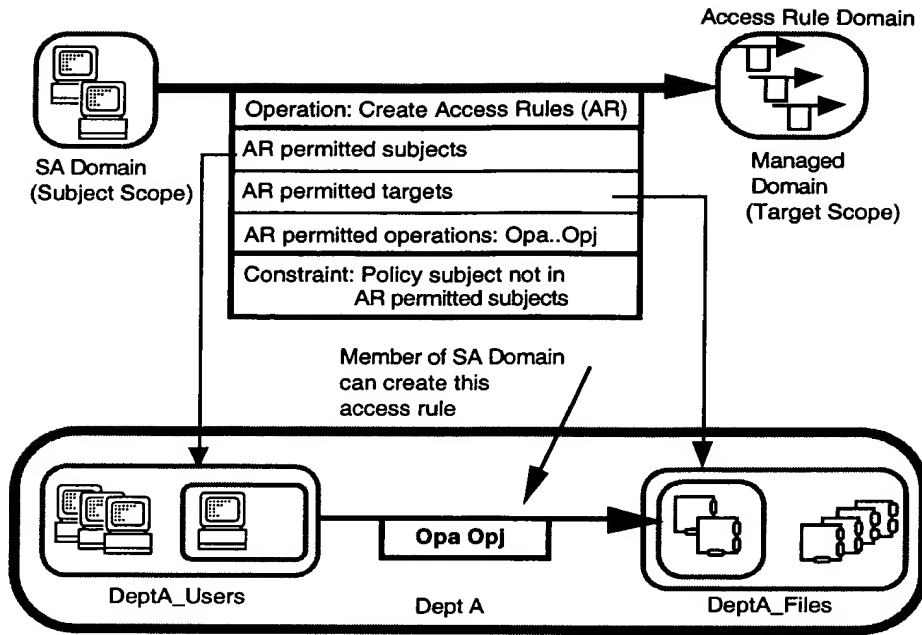 Access Rule Domain
Operation: Create Access Rules (AR)
AR permitted subjects
AR permitted targets
AR permitted operations: Opa..Opj
Constraint: Policy subject not in
AR permitted subjects
SA Domain
(Subject Scope)
Managed
Domain
(Target Scope)
Member of SA Domain
can create this
access rule
Opa Opj
DeptA_Users
Dept A
DeptA_Files